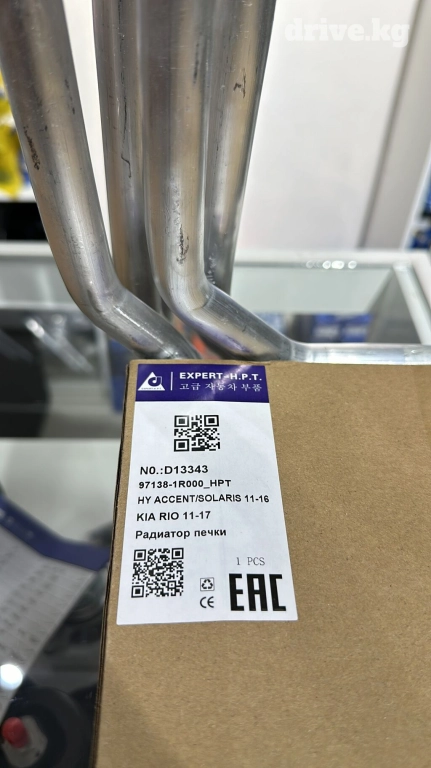 drive.kg
EXPERT-H.P.T.
고급 자동차 부품
N0.:D13343
97138-1R000_HPT
HY ACCENT/SOLARIS 11-16
KIA RIO 11-17
Радиатор печки
1 PCS
CE
EAC